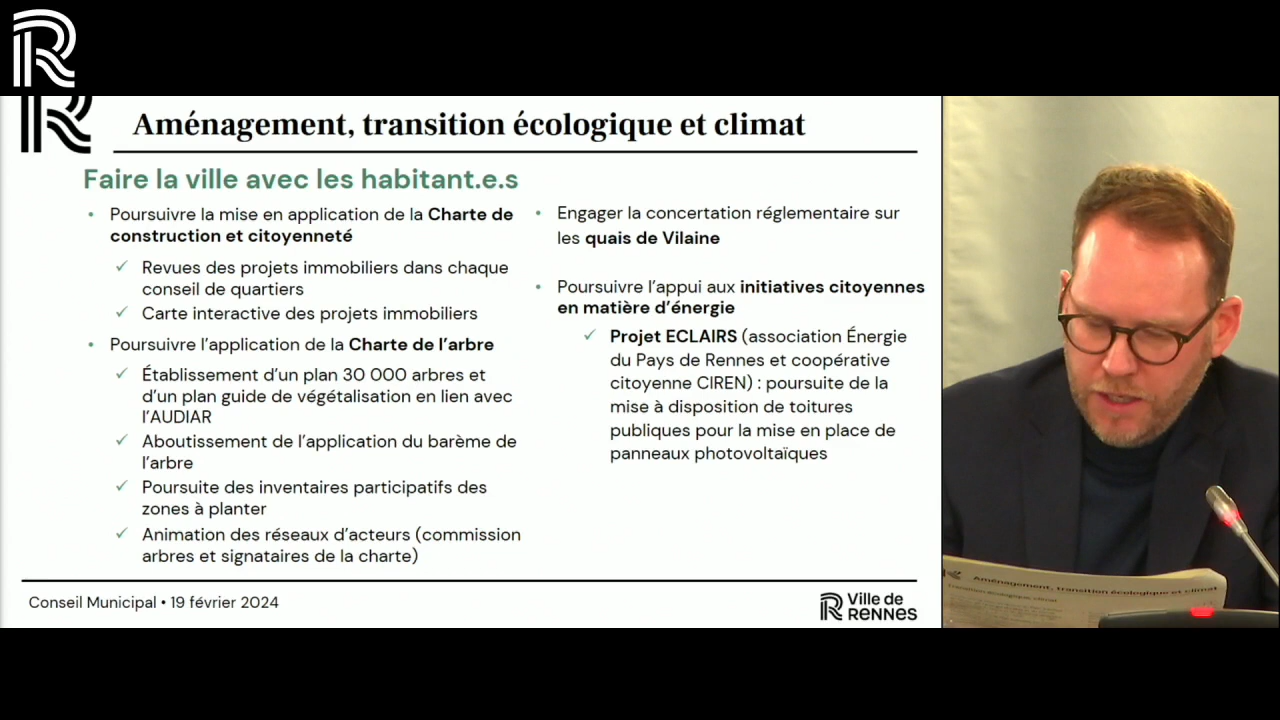 Aménagement, transition écologique et climat
Faire la ville avec les habitant.e.s
• Poursuivre la mise en application de la Charte de
construction et citoyenneté
✓ Revues des projets immobiliers dans chaque
conseil de quartiers
✓ Carte interactive des projets immobiliers
• Poursuivre l’application de la Charte de l’arbre
✓ Établissement d’un plan 30 000 arbres et
d’un plan guide de végétalisation en lien avec
l’AUDIAR
✓ Aboutissement de l’application du barème de
l’arbre
✓ Poursuite des inventaires participatifs des
zones à planter
✓ Animation des réseaux d’acteurs (commission
arbres et signataires de la charte)
• Engager la concertation réglementaire sur
les quais de Vilaine
• Poursuivre l’appui aux initiatives citoyennes
en matière d’énergie
✓ Projet ECLAIRS (association Énergie
du Pays de Rennes et coopérative
citoyenne CIREN) : poursuite de la
mise à disposition de toitures
publiques pour la mise en place de
panneaux photovoltaïques
Conseil Municipal • 19 février 2024
Ville de
RENNES
Aménagement, transition écologique et climat